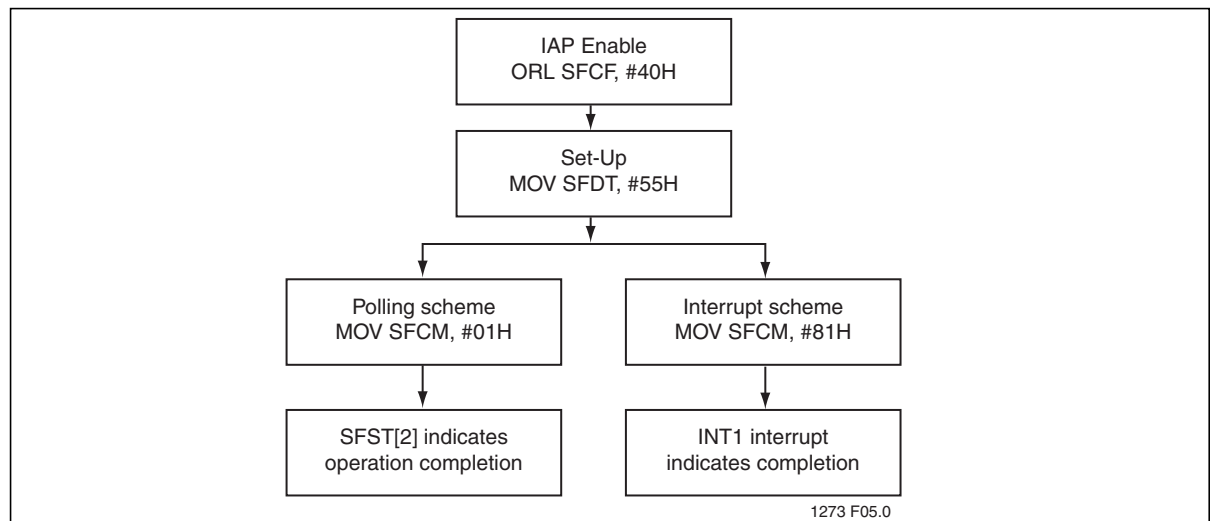 IAP Enable
ORL SFCF, #40H
Set-Up
MOV SFDT, #55H
Polling scheme
MOV SFCM, #01H
Interrupt scheme
MOV SFCM, #81H
SFST[2] indicates
operation completion
INT1 interrupt
indicates completion
1273 F05.0